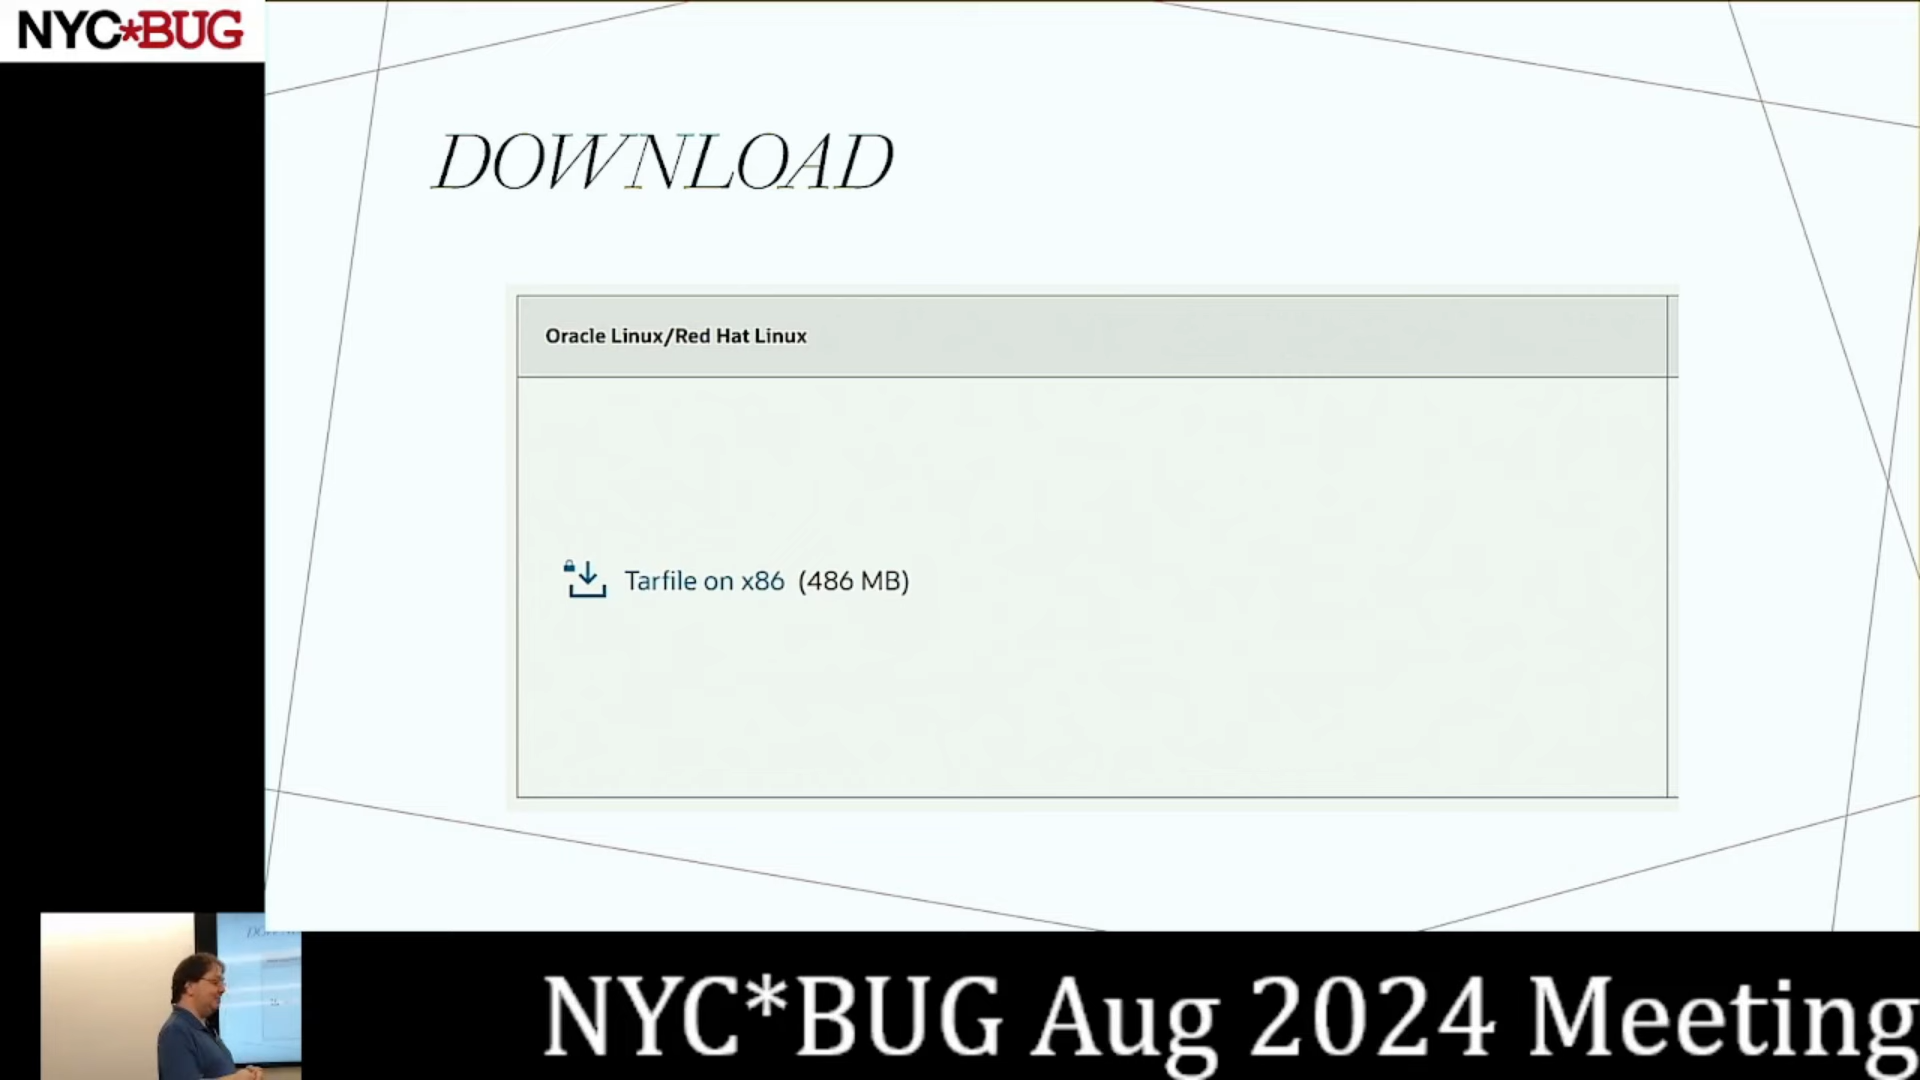 NYC*BUG
DOWNLOAD
Oracle Linux/Red Hat Linux
Tarfile on x86 (486 MB)
NYC*BUG Aug 2024 Meeting